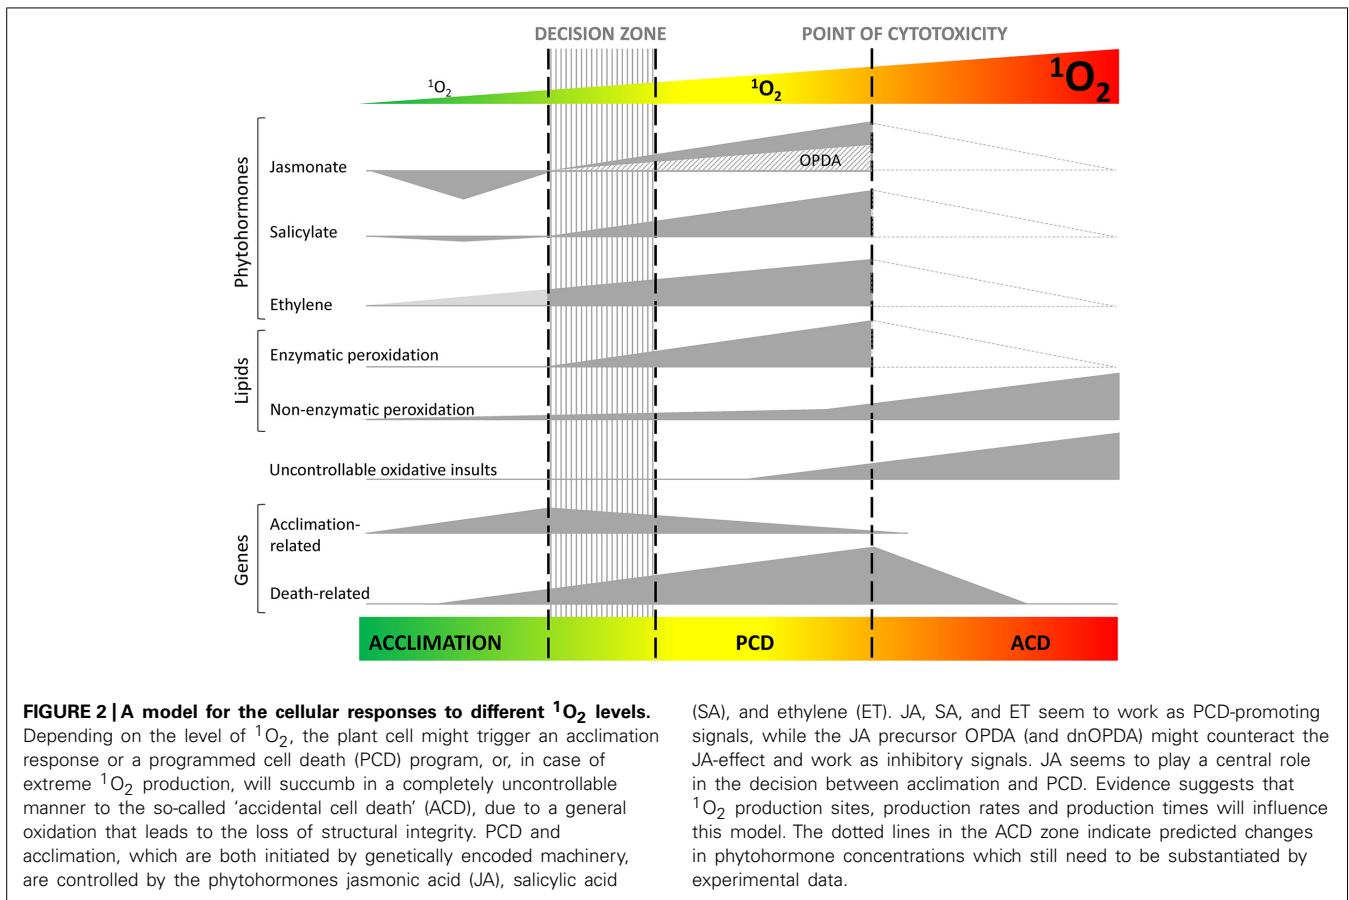 DECISION ZONE
POINT OF CYTOTOXICITY
¹O₂
¹O₂
¹O₂
Phytohormones
Jasmonate
OPDA
Salicylate
Ethylene
Lipids
Enzymatic peroxidation
Non-enzymatic peroxidation
Uncontrollable oxidative insults
Genes
Acclimation-
related
Death-related
ACCLIMATION
PCD
ACD
FIGURE 2 | A model for the cellular responses to different ¹O₂ levels.
Depending on the level of ¹O₂, the plant cell might trigger an acclimation
response or a programmed cell death (PCD) program, or, in case of
extreme ¹O₂ production, will succumb in a completely uncontrollable
manner to the so-called ‘accidental cell death’ (ACD), due to a general
oxidation that leads to the loss of structural integrity. PCD and
acclimation, which are both initiated by genetically encoded machinery,
are controlled by the phytohormones jasmonic acid (JA), salicylic acid
(SA), and ethylene (ET). JA, SA, and ET seem to work as PCD-promoting
signals, while the JA precursor OPDA (and dnOPDA) might counteract the
JA-effect and work as inhibitory signals. JA seems to play a central role
in the decision between acclimation and PCD. Evidence suggests that
¹O₂ production sites, production rates and production times will influence
this model. The dotted lines in the ACD zone indicate predicted changes
in phytohormone concentrations which still need to be substantiated by
experimental data.